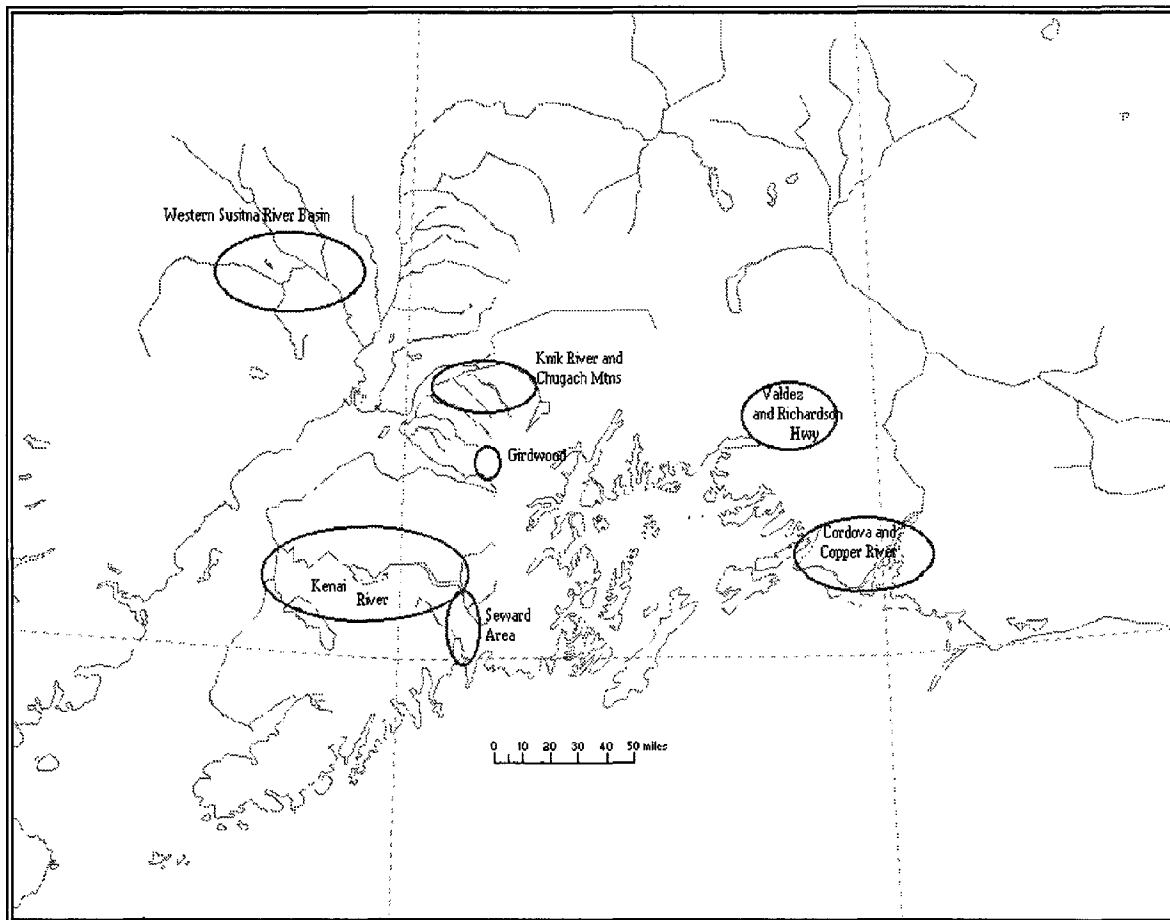 Western Susitna River Basin
Knik River and
Chugach Mtns
Valdez
and Richardson
Hwy
Girdwood
Cordova and
Copper River
Kenai
River
Seward
Area
0 10 20 30 40 50 miles